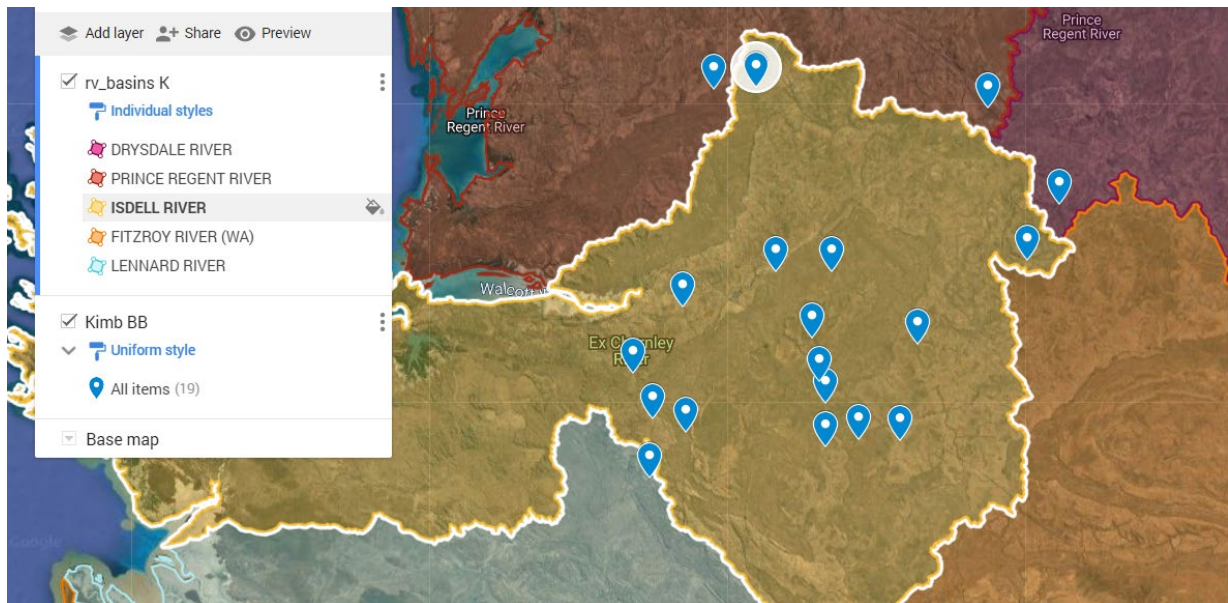 Add layer Share Preview
rv_basins K
Individual styles
DRYSDALE RIVER
PRINCE REGENT RIVER
ISDELL RIVER
FITZROY RIVER (WA)
LENNARD RIVER
Kimb BB
Uniform style
All items (19)
Base map
Prince
Regent River
Prince
Regent River
Walcott
Ex Charnley
River
Google